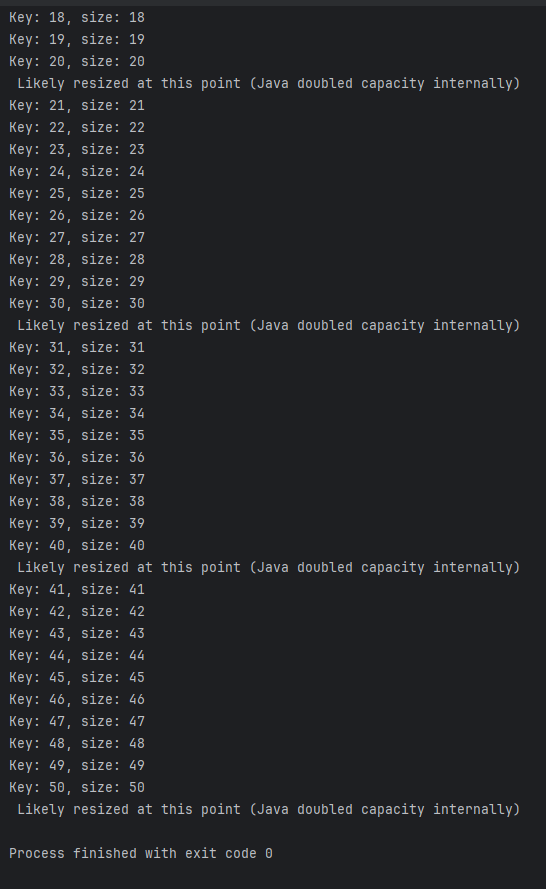 Key: 18, size: 18
Key: 19, size: 19
Key: 20, size: 20
Likely resized at this point (Java doubled capacity internally)
Key: 21, size: 21
Key: 22, size: 22
Key: 23, size: 23
Key: 24, size: 24
Key: 25, size: 25
Key: 26, size: 26
Key: 27, size: 27
Key: 28, size: 28
Key: 29, size: 29
Key: 30, size: 30
Likely resized at this point (Java doubled capacity internally)
Key: 31, size: 31
Key: 32, size: 32
Key: 33, size: 33
Key: 34, size: 34
Key: 35, size: 35
Key: 36, size: 36
Key: 37, size: 37
Key: 38, size: 38
Key: 39, size: 39
Key: 40, size: 40
Likely resized at this point (Java doubled capacity internally)
Key: 41, size: 41
Key: 42, size: 42
Key: 43, size: 43
Key: 44, size: 44
Key: 45, size: 45
Key: 46, size: 46
Key: 47, size: 47
Key: 48, size: 48
Key: 49, size: 49
Key: 50, size: 50
Likely resized at this point (Java doubled capacity internally)
Process finished with exit code 0